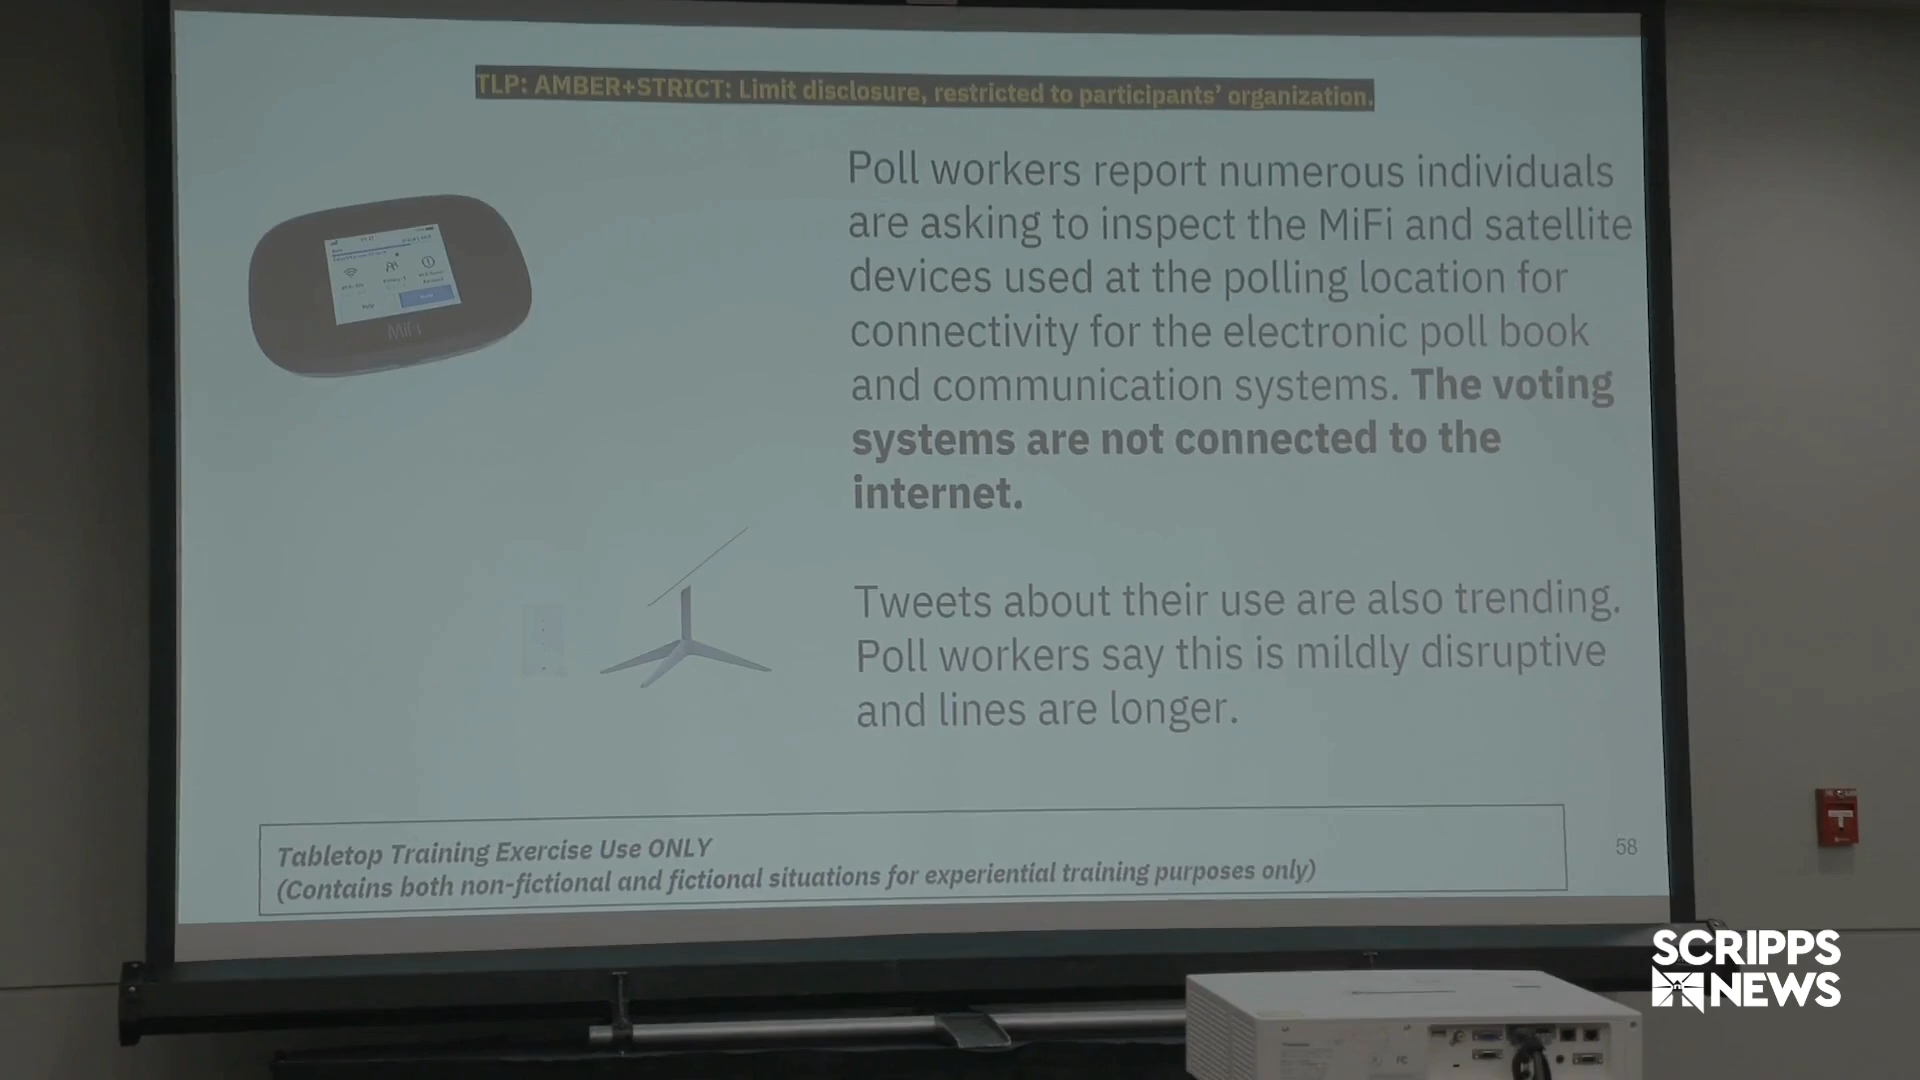 TLP: AMBER+STRICT: Limit disclosure, restricted to participants' organization.
Poll workers report numerous individuals
are asking to inspect the MiFi and satellite
devices used at the polling location for
connectivity for the electronic poll book
and communication systems. The voting
systems are not connected to the
internet.
Tweets about their use are also trending.
Poll workers say this is mildly disruptive
and lines are longer.
MiFi
Tabletop Training Exercise Use ONLY
(Contains both non-fictional and fictional situations for experiential training purposes only)
58
SCRIPPS
NEWS
Panasonic